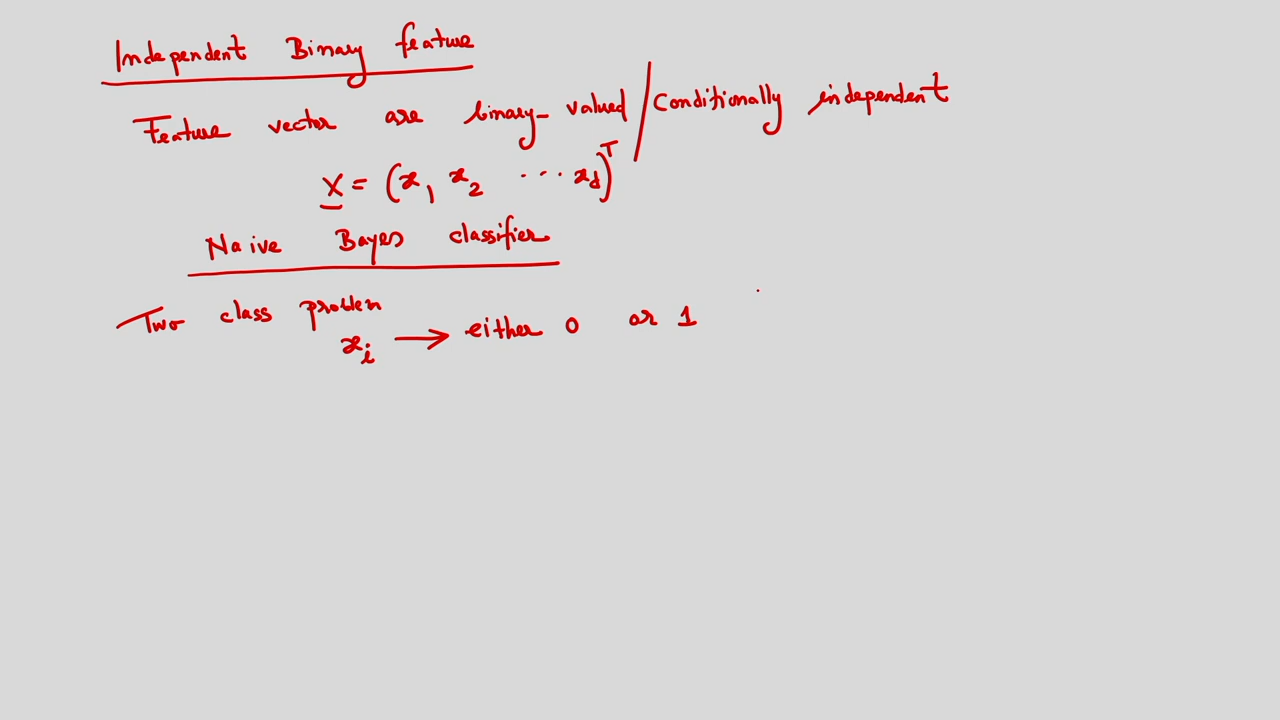 Independent Binary feature
Feature vector are binary-valued / Conditionally independent
X = (x1 x2 ... xd)^T
Naive Bayes classifier
Two class problem
xi → either 0 or 1